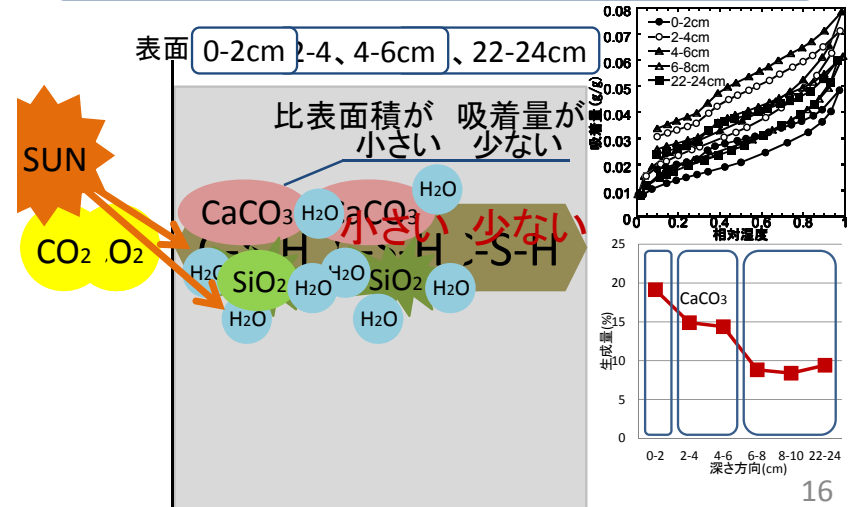 表面
0-2cm
2-4、4-6cm
、22-24cm
比表面積が
小さい
吸着量が
少ない
SUN
CO2
O2
CaCO3
H2O
CaCO3
H2O
小さい
少ない
H
H
C-S-H
H2O
SiO2
H2O
H2O
SiO2
H2O
H2O
H2O
0.08
0.07
0.06
0.05
0.04
0.03
0.02
0.01
0
吸着量(g/g)
0-2cm
2-4cm
4-6cm
6-8cm
22-24cm
0 0.2 0.4 0.6 0.8 1
相対湿度
25
20
15
10
5
0
生成量(%)
CaCO3
0-2 2-4 4-6 6-8 8-10 22-24
深さ方向(cm)
16